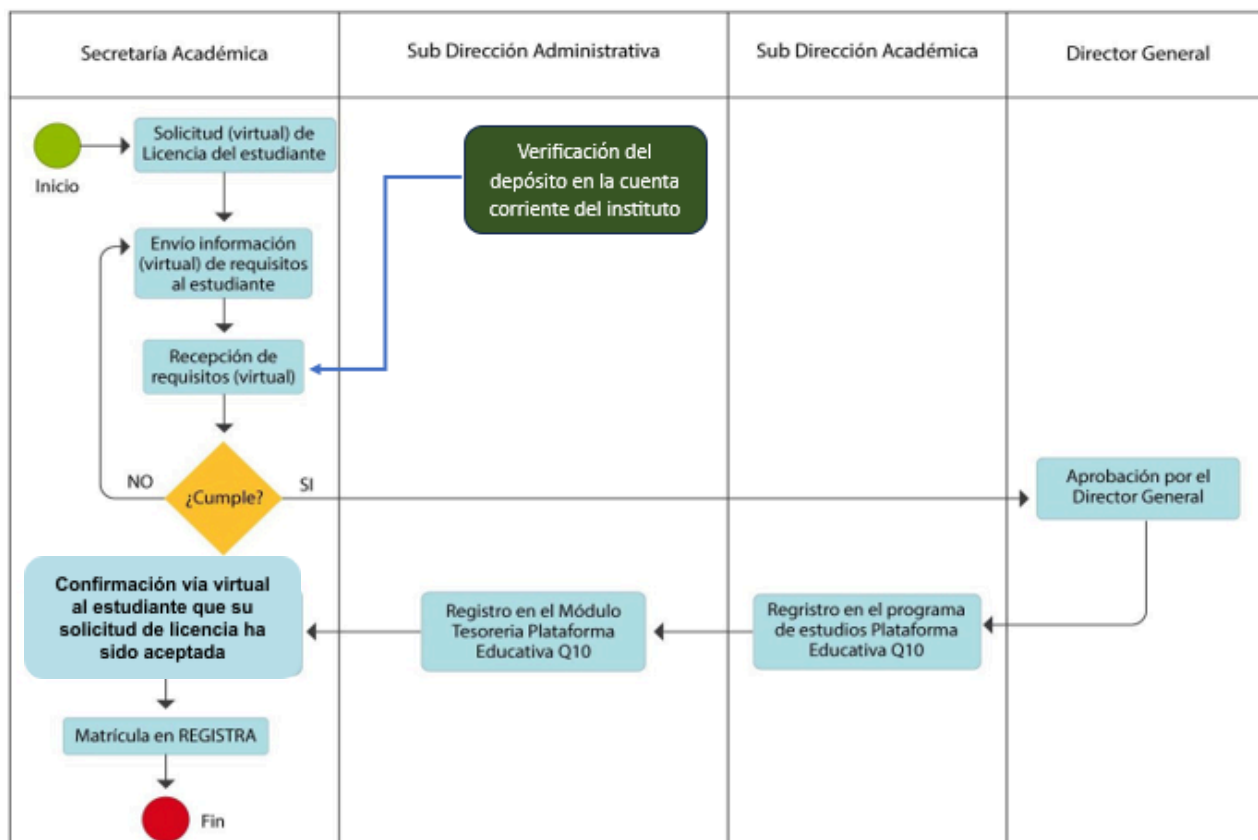 Secretaría Académica
Sub Dirección Administrativa
Sub Dirección Académica
Director General
Inicio
Solicitud (virtual) de
Licencia del estudiante
Verificación del
depósito en la cuenta
corriente del instituto
Envío información
(virtual) de requisitos
al estudiante
Recepción de
requisitos (virtual)
NO
¿Cumple?
SI
Aprobación por el
Director General
Confirmación vía virtual
al estudiante que su
solicitud de licencia ha
sido aceptada
Registro en el Módulo
Tesoreria Plataforma
Educativa Q10
Regristro en el programa
de estudios Plataforma
Educativa Q10
Matrícula en REGISTRA
Fin